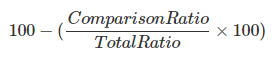 100 − (ComparisonRatio / TotalRatio × 100)